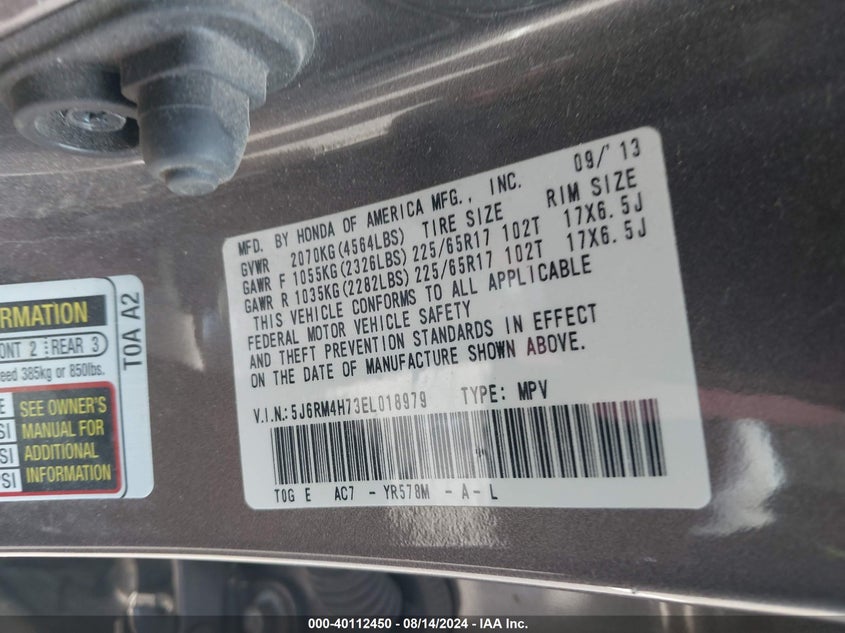 09/'13
MFD. BY HONDA OF AMERICA MFG., INC.
GVWR 2070KG(4564LBS) TIRE SIZE RIM SIZE
GAWR F 1055KG(2326LBS) 225/65R17 102T 17X6.5J
GAWR R 1035KG(2282LBS) 225/65R17 102T 17X6.5J
THIS VEHICLE CONFORMS TO ALL APPLICABLE
FEDERAL MOTOR VEHICLE SAFETY
AND THEFT PREVENTION STANDARDS IN EFFECT
ON THE DATE OF MANUFACTURE SHOWN ABOVE.
V.I.N.: 5J6RM4H73EL018979 TYPE: MPV
T0G E AC7 - YR578M - A - L
T0A A2
2 REAR 3
385kg or 850lbs.
SEE OWNER'S
MANUAL FOR
ADDITIONAL
INFORMATION
000-40112450 - 08/14/2024 - IAA Inc.